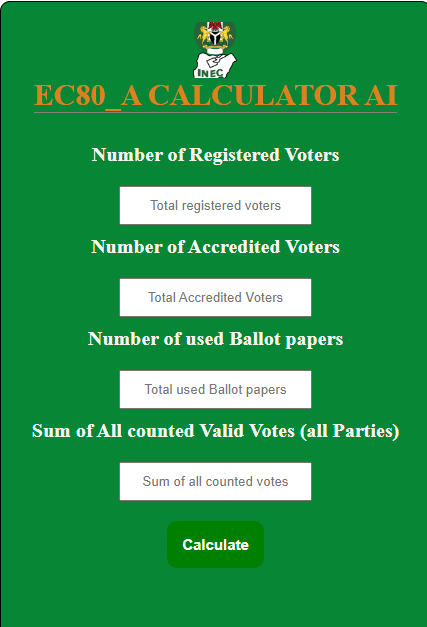 INEC
EC80_A CALCULATOR AI
Number of Registered Voters
Total registered voters
Number of Accredited Voters
Total Accredited Voters
Number of used Ballot papers
Total used Ballot papers
Sum of All counted Valid Votes (all Parties)
Sum of all counted votes
Calculate